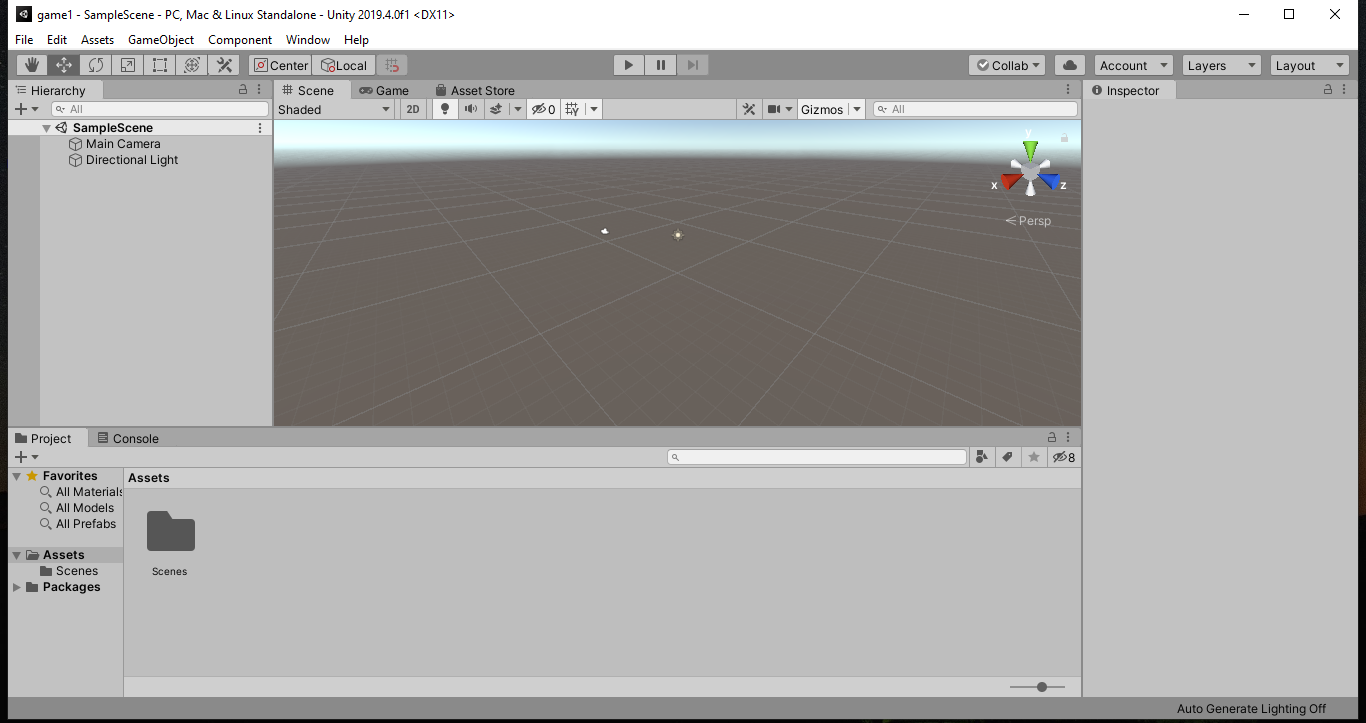 game1 - SampleScene - PC, Mac & Linux Standalone - Unity 2019.4.0f1 <DX11>
File Edit Assets GameObject Component Window Help
Center Local Collab Account Layers Layout
Hierarchy
All
SampleScene
Main Camera
Directional Light
Scene Game Asset Store
Shaded 2D 0 Gizmos All
y
x z
Persp
Inspector
Project Console
8
Favorites
All Materials
All Models
All Prefabs
Assets
Scenes
Packages
Assets
Scenes
Auto Generate Lighting Off